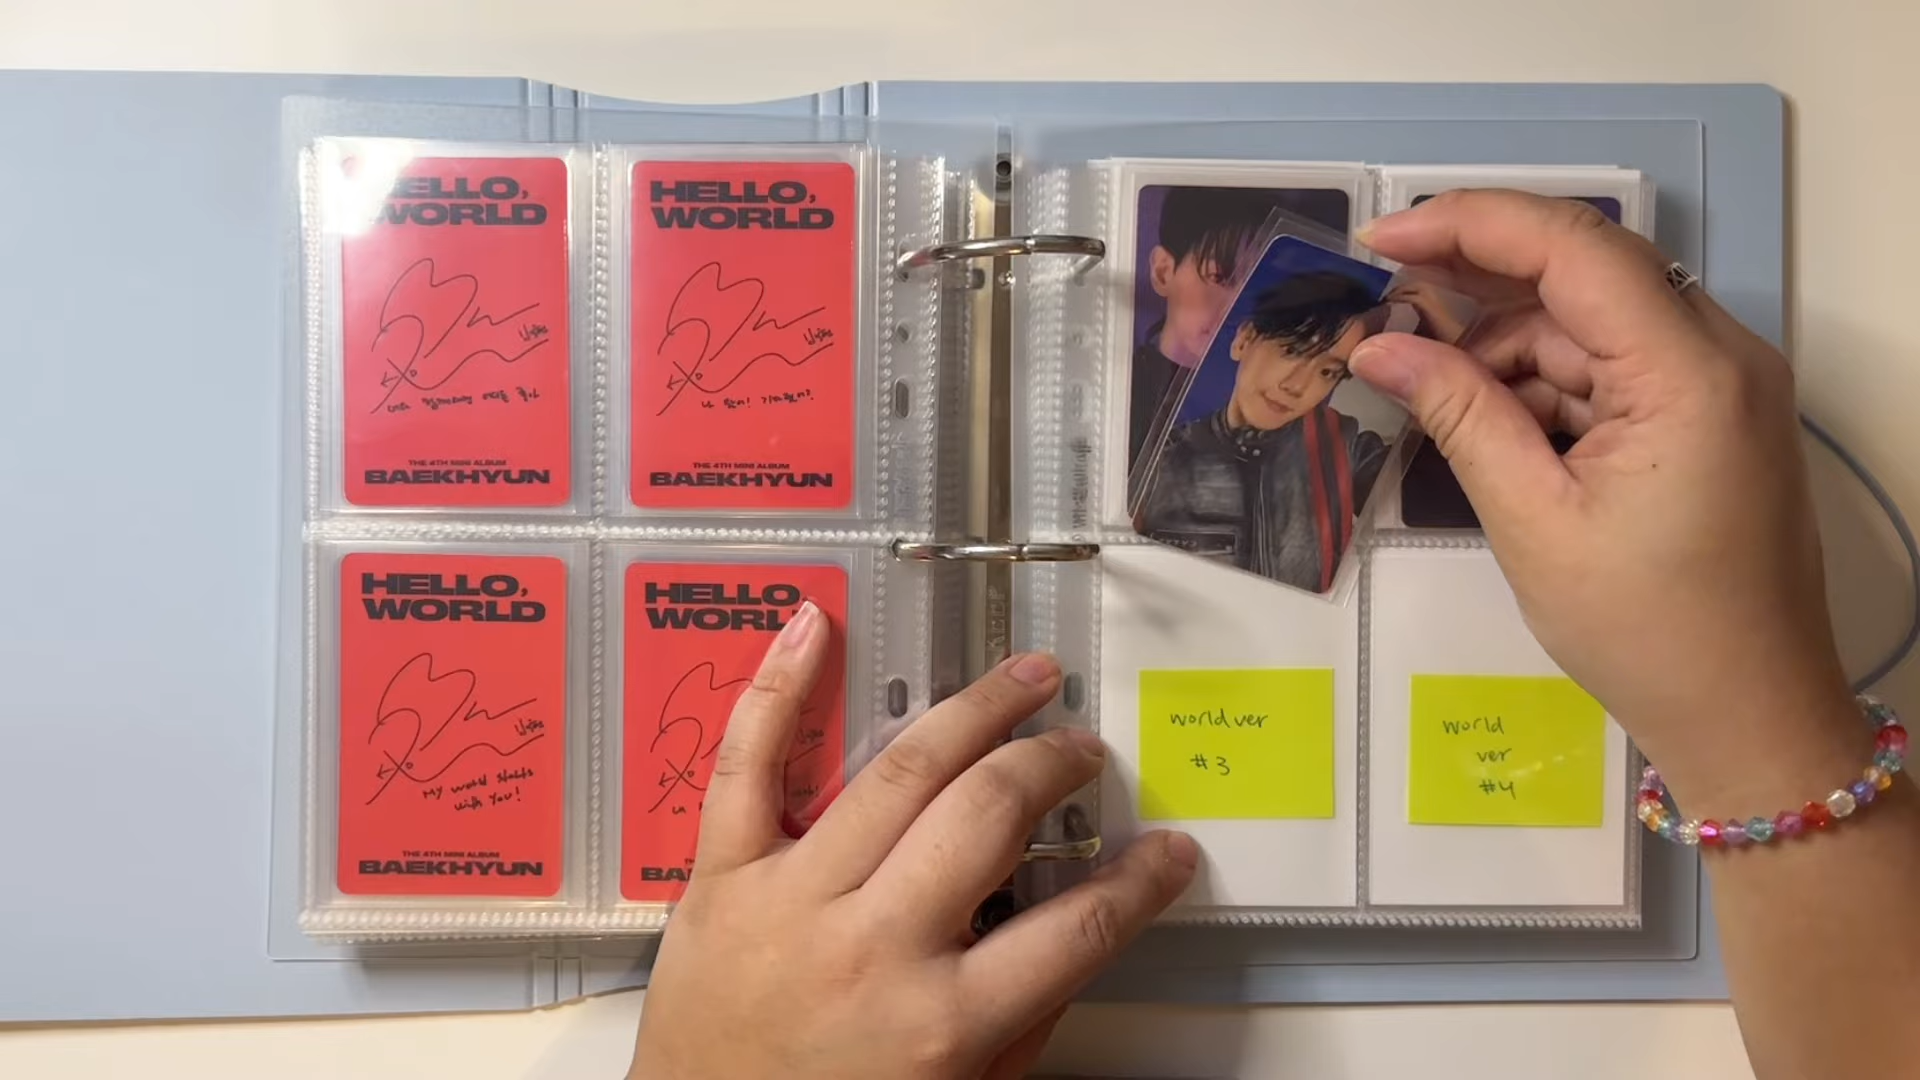 HELLO,
WORLD
THE 4TH MINI ALBUM
BAEKHYUN
HELLO,
WORLD
나 왔어! 기다렸어?
THE 4TH MINI ALBUM
BAEKHYUN
HELLO,
WORLD
My world starts
with you!
THE 4TH MINI ALBUM
BAEKHYUN
HELLO,
WORL
BA
world ver
#3
world
ver
#4